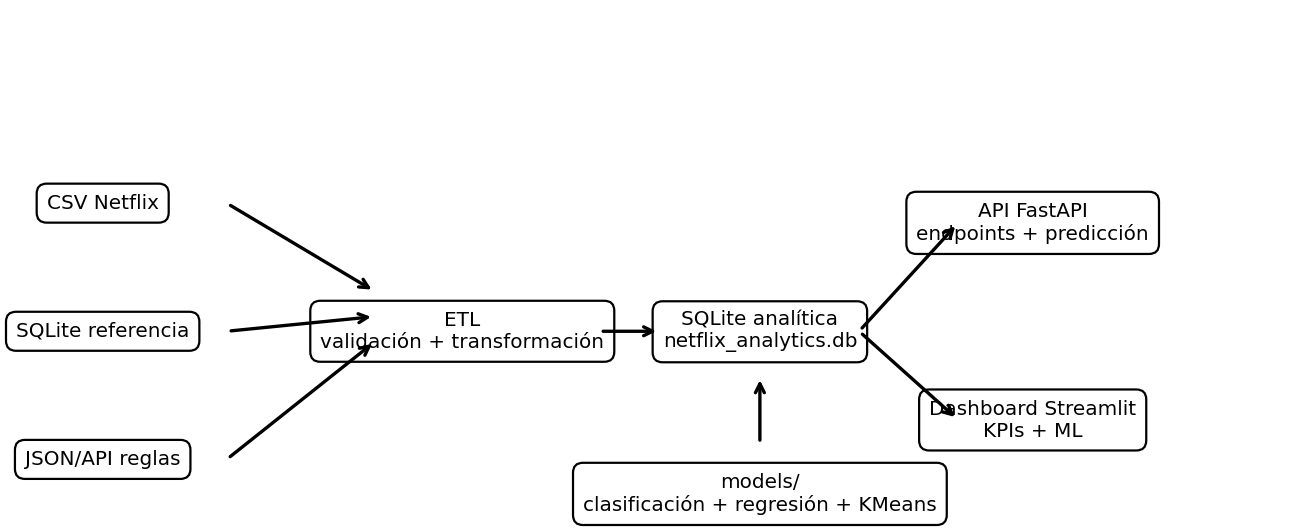 CSV Netflix
SQLite referencia
JSON/API reglas
ETL
validación + transformación
SQLite analítica
netflix_analytics.db
models/
clasificación + regresión + KMeans
API FastAPI
endpoints + predicción
Dashboard Streamlit
KPIs + ML